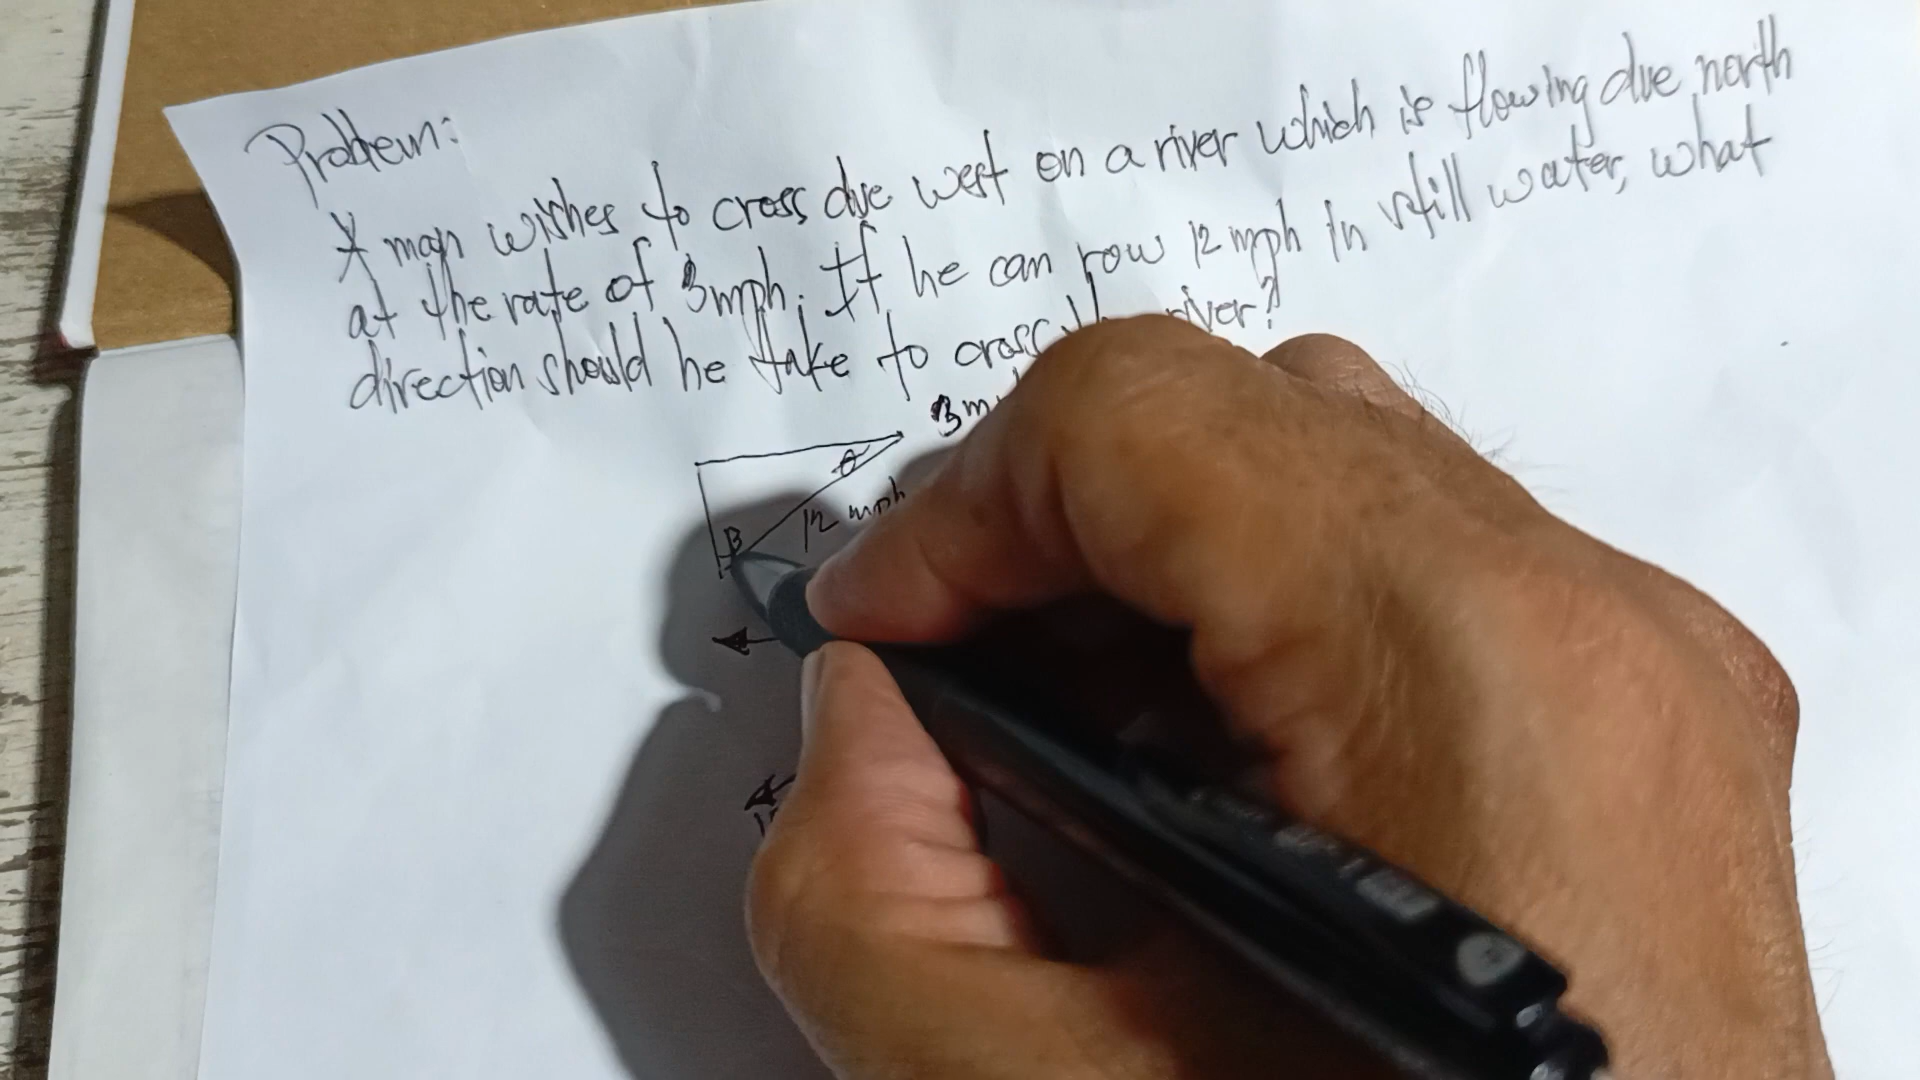 Problem:
A man wishes to cross due west on a river which is flowing due north
at the rate of 3mph. If he can row 12 mph in still water, what
direction should he take to cross river?
3m
θ
12 mph
B